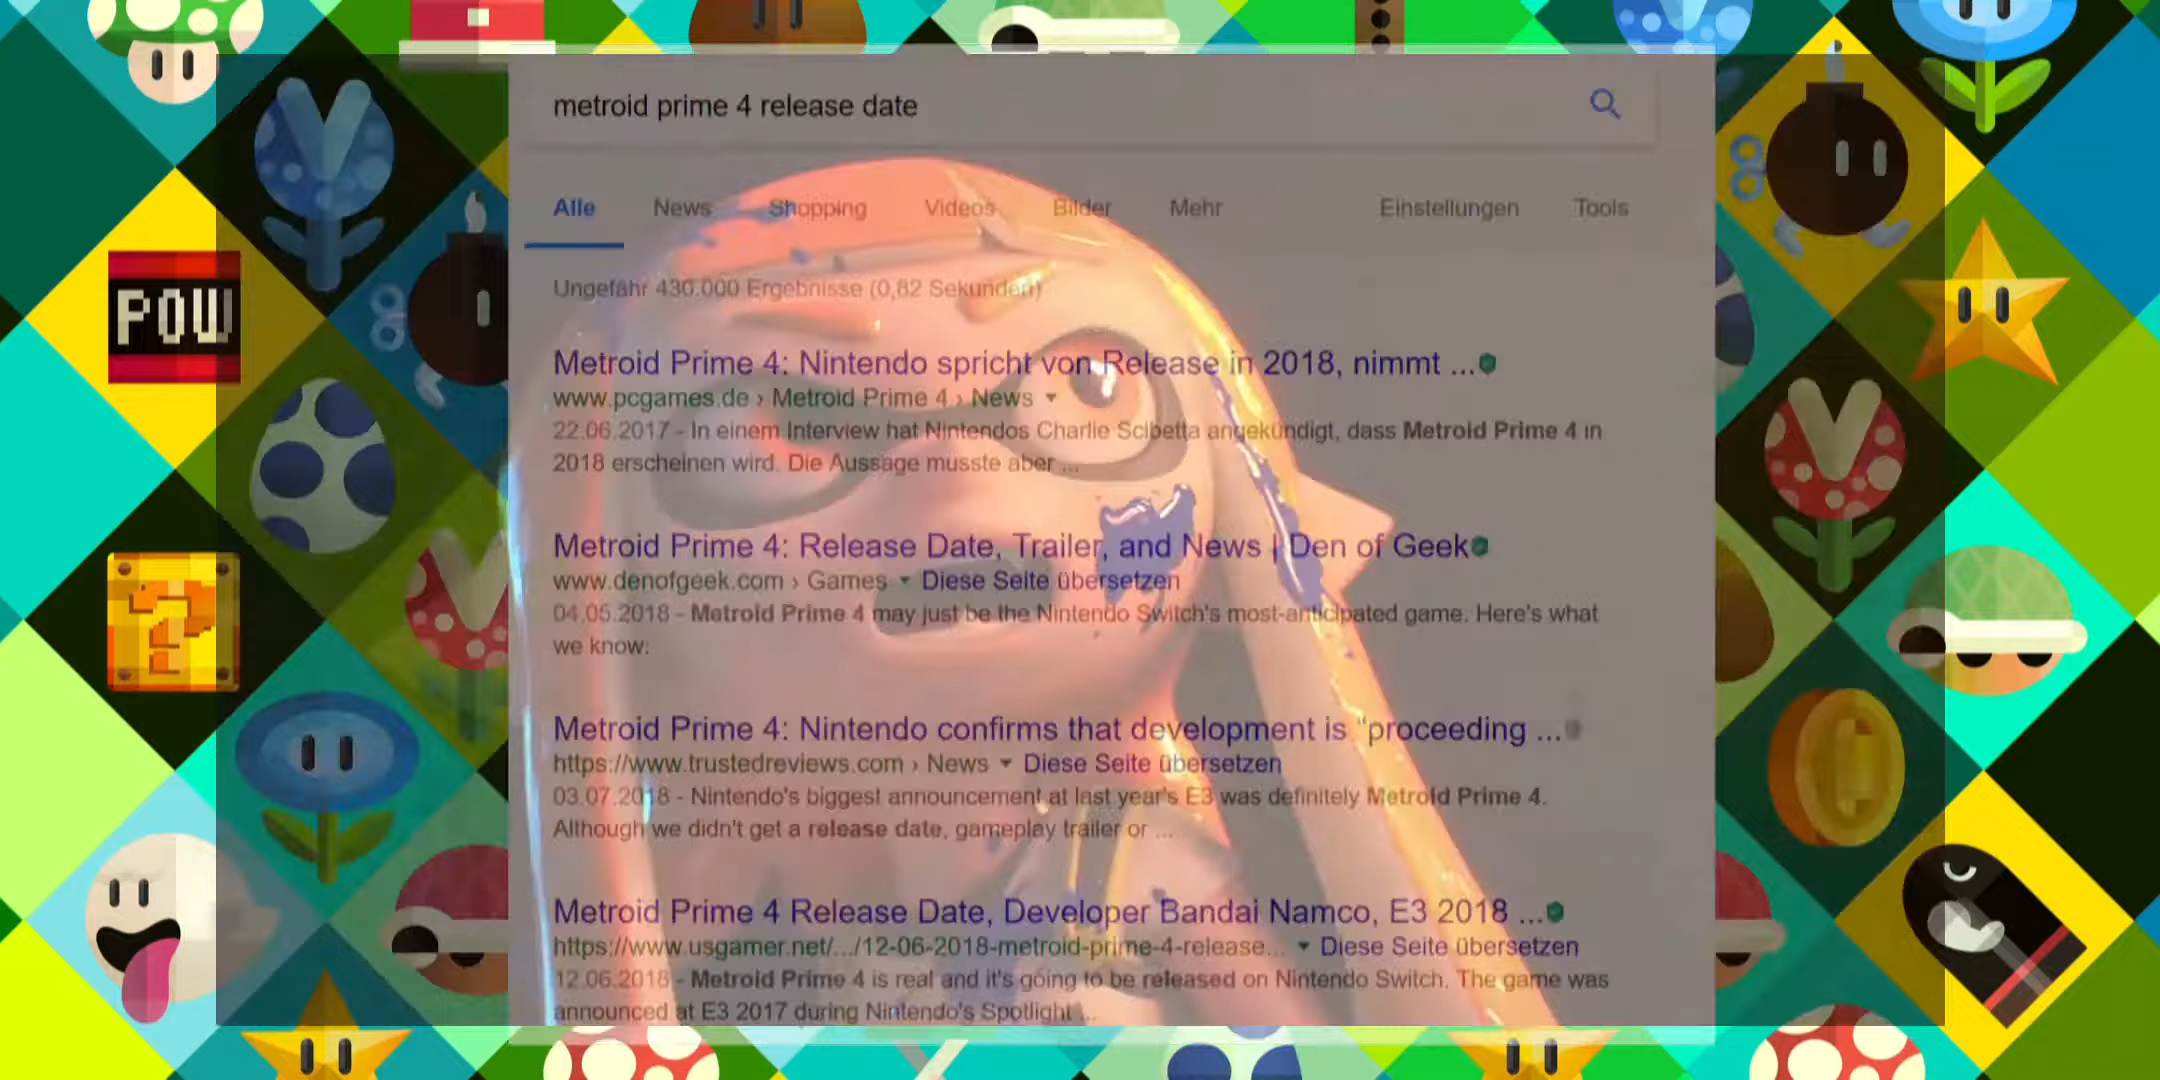 metroid prime 4 release date
Alle News Shopping Videos Bilder Mehr Einstellungen Tools
Ungefähr 430.000 Ergebnisse (0,82 Sekunden)
Metroid Prime 4: Nintendo spricht von Release in 2018, nimmt ...
www.pcgames.de › Metroid Prime 4 › News
22.06.2017 - In einem Interview hat Nintendos Charlie Scibetta angekündigt, dass Metroid Prime 4 in
2018 erscheinen wird. Die Aussage musste aber ...
POW
Metroid Prime 4: Release Date, Trailer, and News | Den of Geek
www.denofgeek.com › Games Diese Seite übersetzen
04.05.2018 - Metroid Prime 4 may just be the Nintendo Switch's most-anticipated game. Here's what
we know:
?
Metroid Prime 4: Nintendo confirms that development is “proceeding ...
https://www.trustedreviews.com › News Diese Seite übersetzen
03.07.2018 - Nintendo's biggest announcement at last year's E3 was definitely Metroid Prime 4.
Although we didn't get a release date, gameplay trailer or ...
Metroid Prime 4 Release Date, Developer Bandai Namco, E3 2018 ...
https://www.usgamer.net/.../12-06-2018-metroid-prime-4-release... Diese Seite übersetzen
12.06.2018 - Metroid Prime 4 is real and it's going to be released on Nintendo Switch. The game was
announced at E3 2017 during Nintendo's Spotlight ...